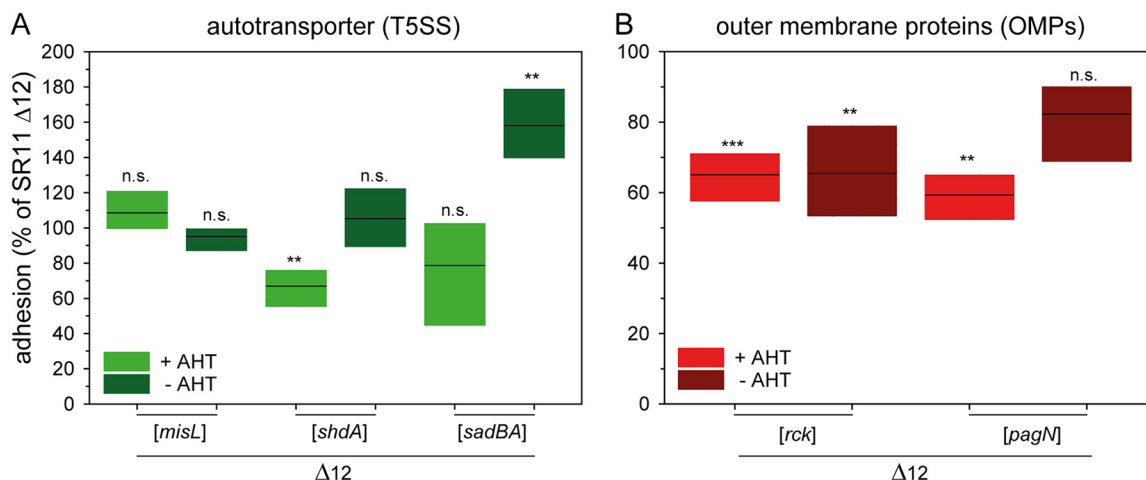 A autotransporter (T5SS)
adhesion (% of SR11 Δ12)
200
180
160
140
120
100
80
60
40
20
0
n.s.
n.s.
**
n.s.
n.s.
**
+ AHT
- AHT
[misL] [shdA] [sadBA]
Δ12
B outer membrane proteins (OMPs)
100
80
60
40
20
0
***
**
**
n.s.
+ AHT
- AHT
[rck] [pagN]
Δ12